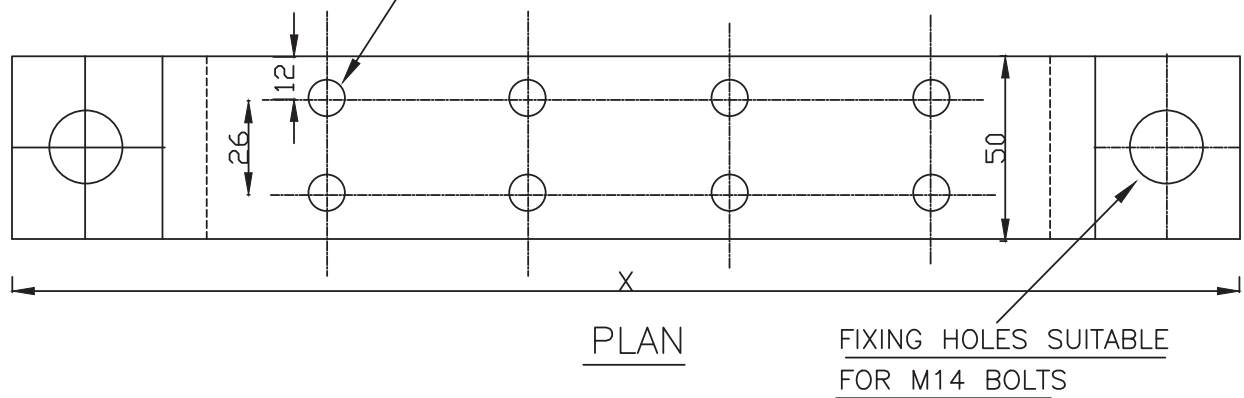 12
26
50
X
PLAN
FIXING HOLES SUITABLE
FOR M14 BOLTS